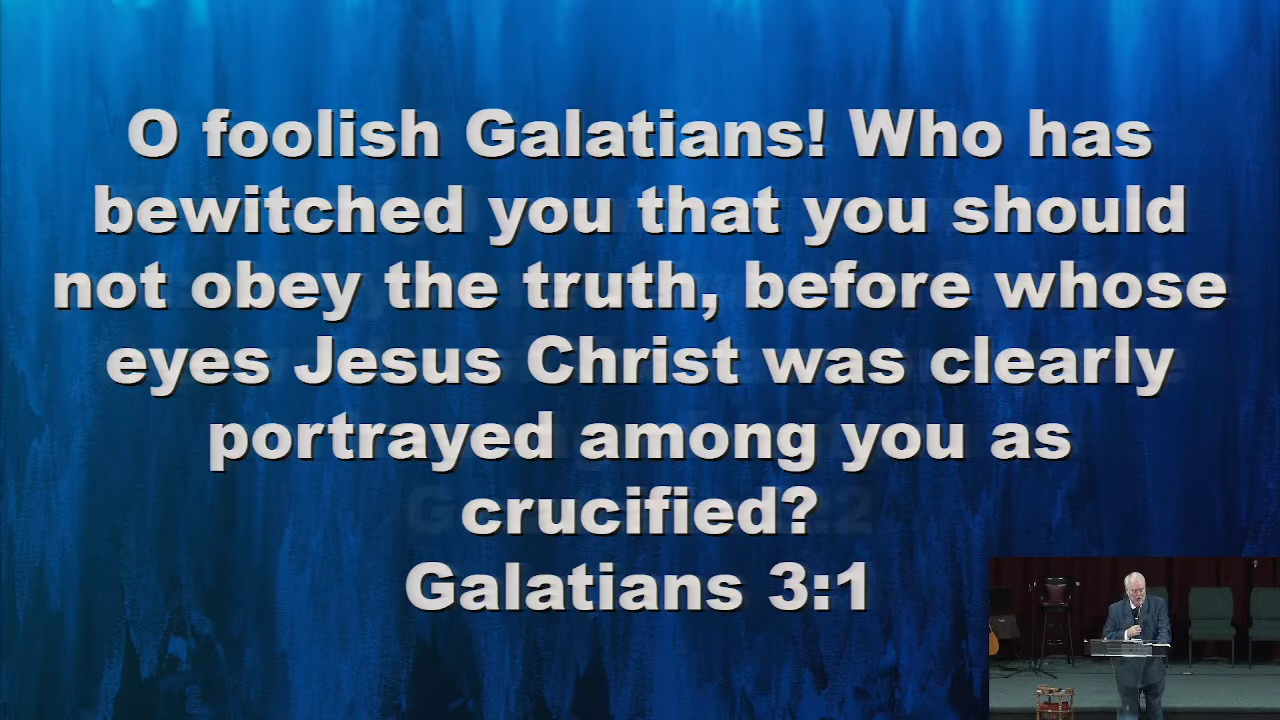 O foolish Galatians! Who has
bewitched you that you should
not obey the truth, before whose
eyes Jesus Christ was clearly
portrayed among you as
crucified?
Galatians 3:1